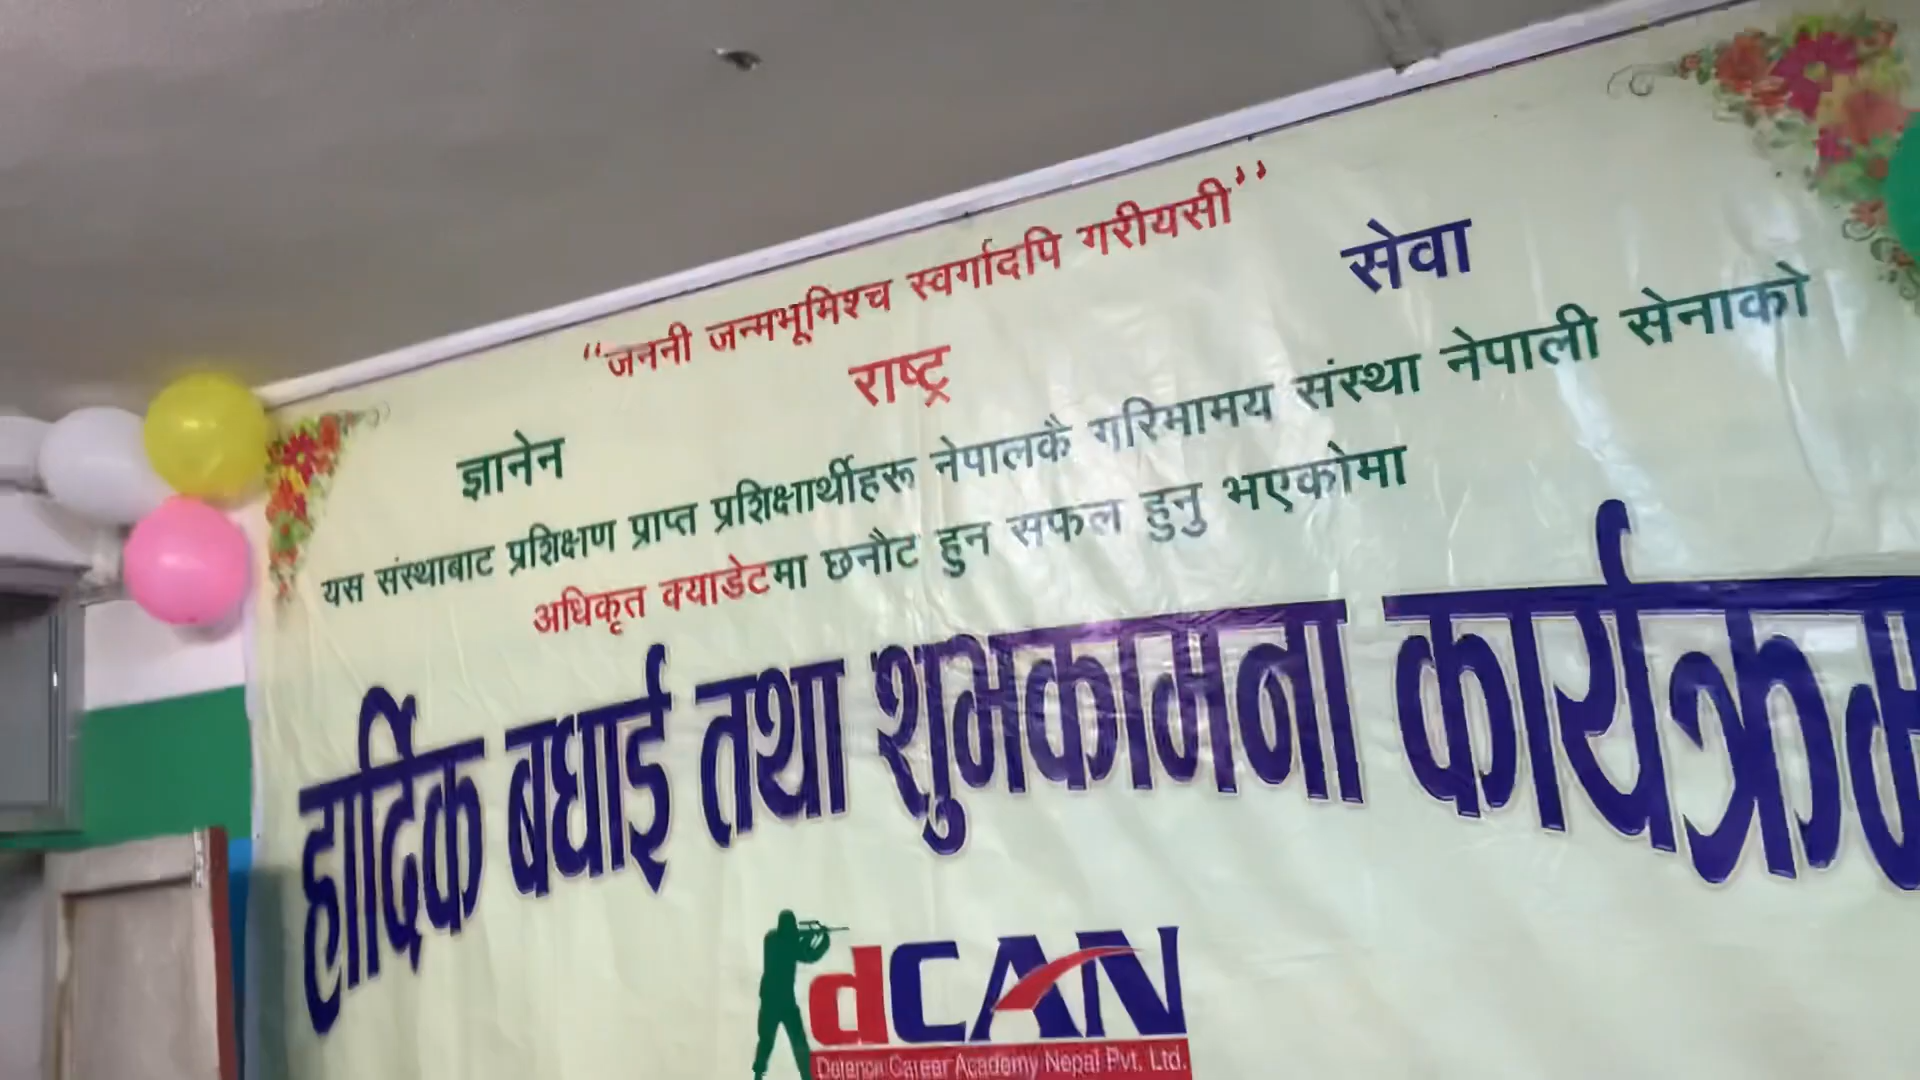 “जननी जन्मभूमिश्च स्वर्गादपि गरीयसी”
ज्ञानेन राष्ट्र सेवा
यस संस्थाबाट प्रशिक्षण प्राप्त प्रशिक्षार्थीहरू नेपालकै गरिमामय संस्था नेपाली सेनाको
अधिकृत क्याडेटमा छनौट हुन सफल हुनु भएकोमा
हार्दिक बधाई तथा शुभकामना कार्यक्रम
dCAN
Defence Career Academy Nepal Pvt. Ltd.